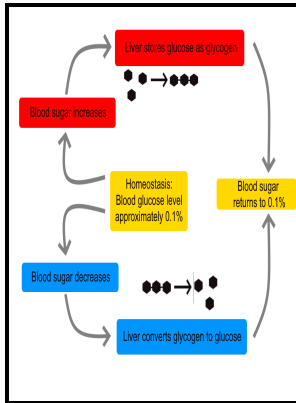 Liver stores glucose as glycogen
Blood sugar increases
Homeostasis:
Blood glucose level
approximately 0.1%
Blood sugar
returns to 0.1%
Blood sugar decreases
Liver converts glycogen to glucose